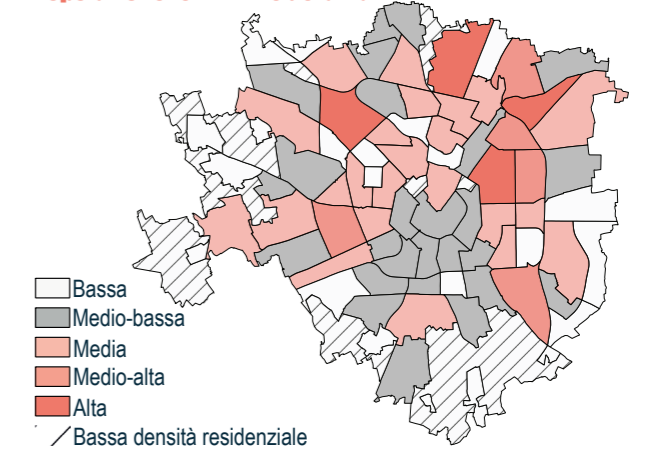 Bassa
Medio-bassa
Media
Medio-alta
Alta
Bassa densità residenziale